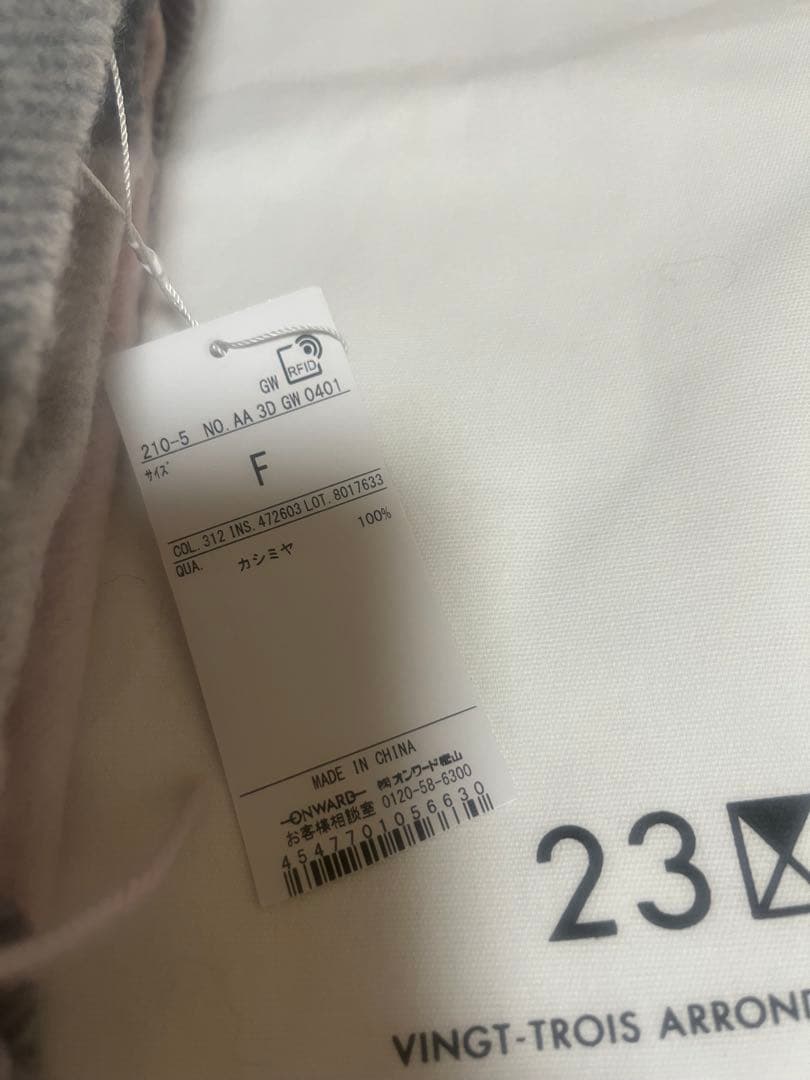 RFID
GW
210-5 NO. AA 3D GW 0401
サイズ
F
COL. 312 INS. 472603 LOT. 8017633
QUA. カシミヤ 100%
MADE IN CHINA
ONWARD ㈱オンワード樫山
お客様相談室 0120-58-6300
4547701056630
23
VINGT-TROIS ARROND